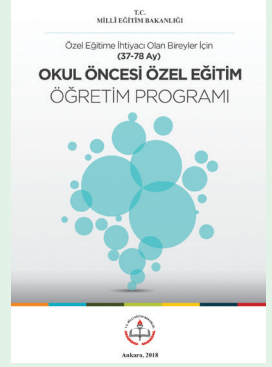 T.C.
MİLLÎ EĞİTİM BAKANLIĞI
Özel Eğitime İhtiyacı Olan Bireyler İçin
(37-78 Ay)
OKUL ÖNCESİ ÖZEL EĞİTİM
ÖĞRETİM PROGRAMI
Ankara, 2018